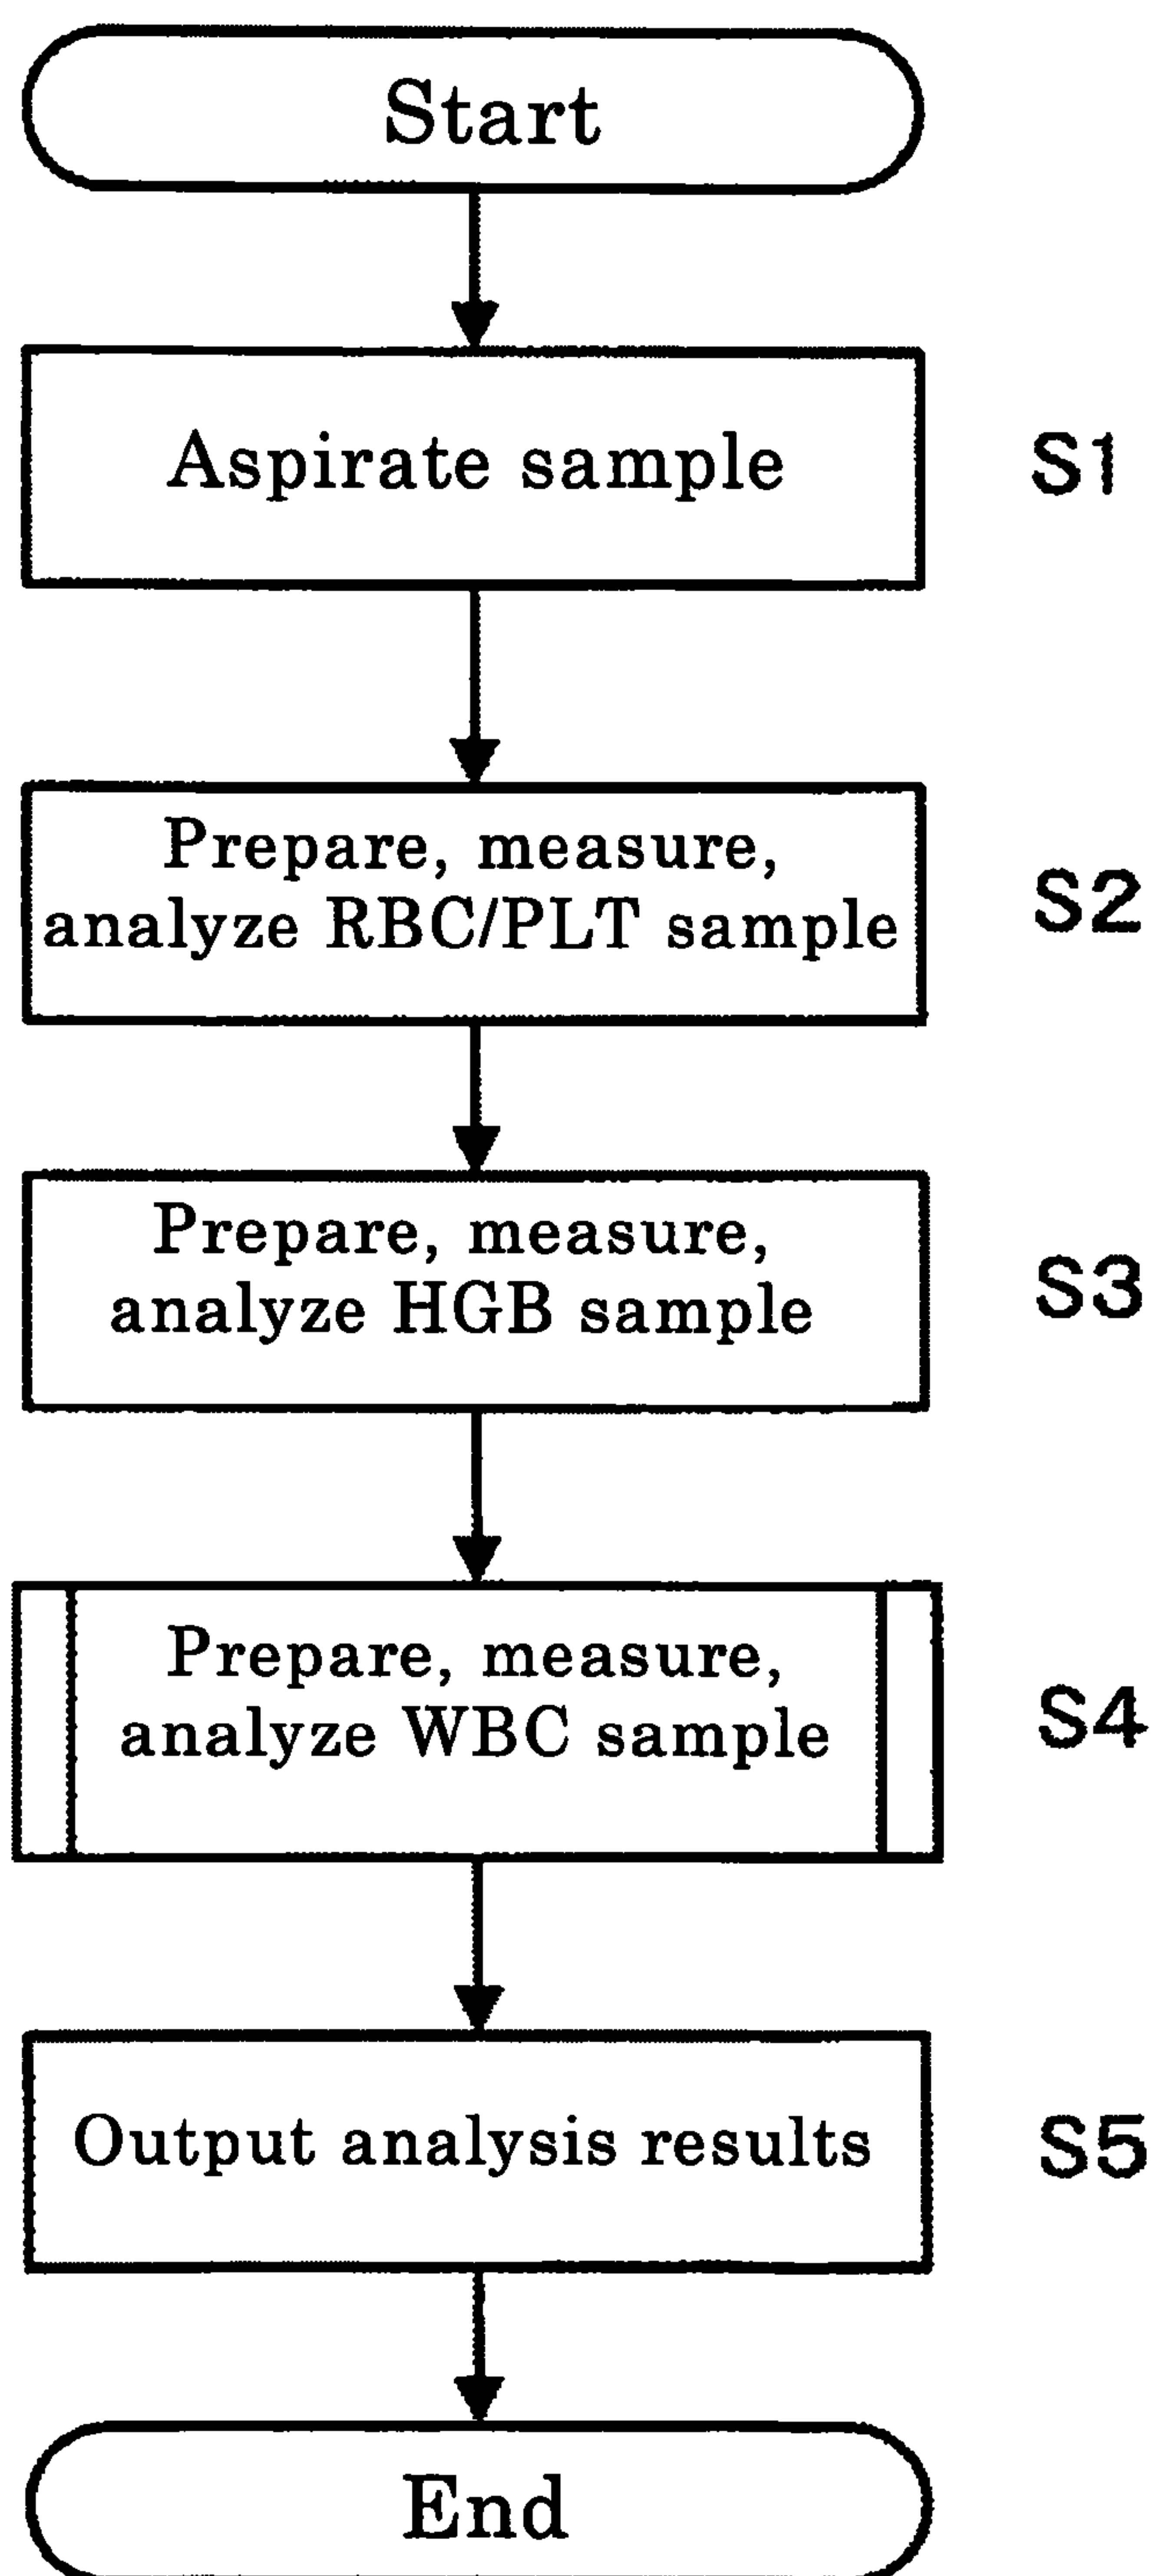 Start
Aspirate sample
S1
Prepare, measure,
analyze RBC/PLT sample
S2
Prepare, measure,
analyze HGB sample
S3
Prepare, measure,
analyze WBC sample
S4
Output analysis results
S5
End